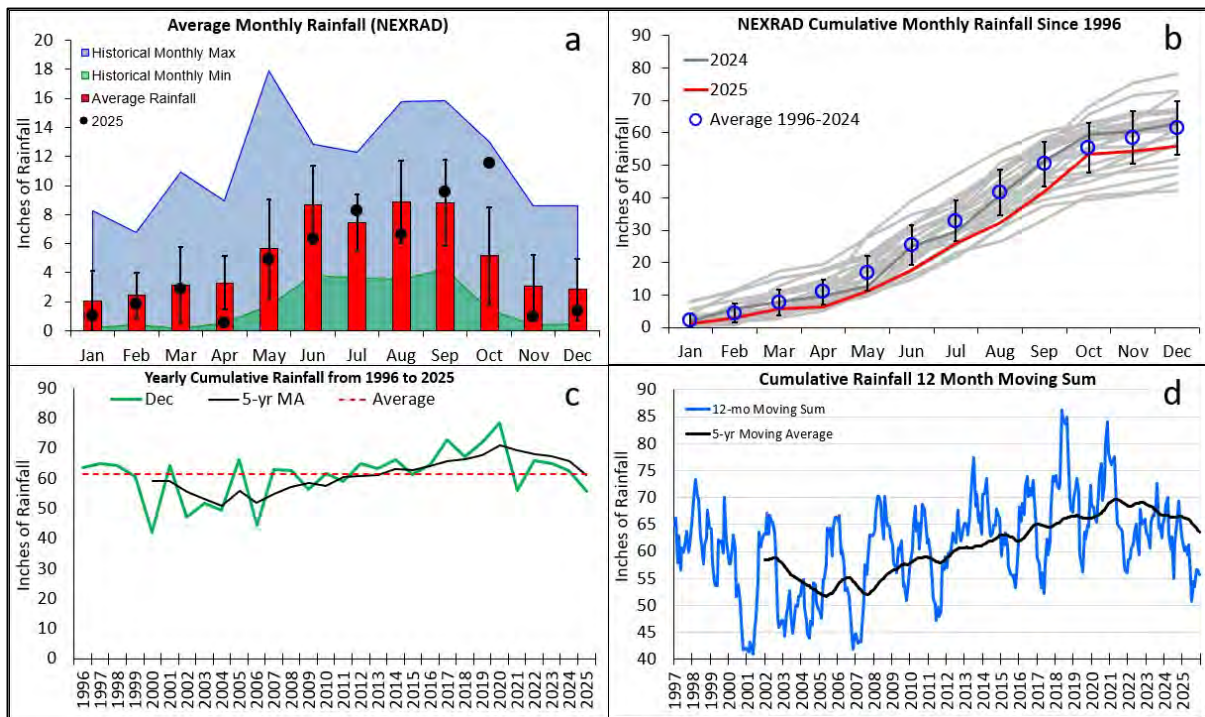 Average Monthly Rainfall (NEXRAD)
a
Inches of Rainfall
20
18
16
14
12
10
8
6
4
2
0
Historical Monthly Max
Historical Monthly Min
Average Rainfall
2025
Jan Feb Mar Apr May Jun Jul Aug Sep Oct Nov Dec
NEXRAD Cumulative Monthly Rainfall Since 1996
b
Inches of Rainfall
90
80
70
60
50
40
30
20
10
0
2024
2025
Average 1996-2024
Jan Feb Mar Apr May Jun Jul Aug Sep Oct Nov Dec
Yearly Cumulative Rainfall from 1996 to 2025
c
Inches of Rainfall
90
80
70
60
50
40
30
20
10
0
Dec 5-yr MA Average
1996 1997 1998 1999 2000 2001 2002 2003 2004 2005 2006 2007 2008 2009 2010 2011 2012 2013 2014 2015 2016 2017 2018 2019 2020 2021 2022 2023 2024 2025
Cumulative Rainfall 12 Month Moving Sum
d
Inches of Rainfall
90
85
80
75
70
65
60
55
50
45
40
12-mo Moving Sum
5-yr Moving Average
1997 1998 1999 2000 2001 2002 2003 2004 2005 2006 2007 2008 2009 2010 2011 2012 2013 2014 2015 2016 2017 2018 2019 2020 2021 2022 2023 2024 2025